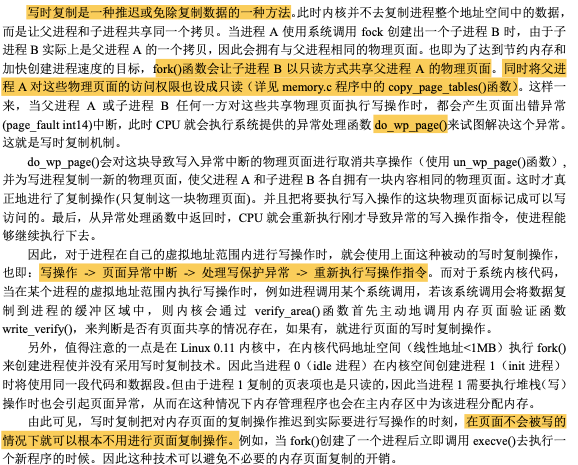 写时复制是一种推迟或免除复制数据的一种方法。此时内核并不去复制进程整个地址空间中的数据，
而是让父进程和子进程共享同一个拷贝。当进程 A 使用系统调用 fock 创建出一个子进程 B 时，由于子
进程 B 实际上是父进程 A 的一个拷贝，因此会拥有与父进程相同的物理页面。也即为了达到节约内存和
加快创建进程速度的目标，fork()函数会让子进程 B 以只读方式共享父进程 A 的物理页面。同时将父进
程 A 对这些物理页面的访问权限也设成只读（详见 memory.c 程序中的 copy_page_tables()函数）。这样一
来，当父进程 A 或子进程 B 任何一方对这些共享物理页面执行写操作时，都会产生页面出错异常
(page_fault int14)中断，此时 CPU 就会执行系统提供的异常处理函数 do_wp_page()来试图解决这个异常。
这就是写时复制机制。
do_wp_page()会对这块导致写入异常中断的物理页面进行取消共享操作（使用 un_wp_page()函数），
并为写进程复制一新的物理页面，使父进程 A 和子进程 B 各自拥有一块内容相同的物理页面。这时才真
正地进行了复制操作(只复制这一块物理页面)。并且把将要执行写入操作的这块物理页面标记成可以写
访问的。最后，从异常处理函数中返回时，CPU 就会重新执行刚才导致异常的写入操作指令，使进程能
够继续执行下去。
因此，对于进程在自己的虚拟地址范围内进行写操作时，就会使用上面这种被动的写时复制操作，
也即：写操作 -> 页面异常中断 -> 处理写保护异常 -> 重新执行写操作指令。而对于系统内核代码，
当在某个进程的虚拟地址范围内执行写操作时，例如进程调用某个系统调用，若该系统调用会将数据复
制到进程的缓冲区域中，则内核会通过 verify_area()函数首先主动地调用内存页面验证函数
write_verify()，来判断是否有页面共享的情况存在，如果有，就进行页面的写时复制操作。
另外，值得注意的一点是在 Linux 0.11 内核中，在内核代码地址空间（线性地址<1MB）执行 fork()
来创建进程使并没有采用写时复制技术。因此当进程 0（idle 进程）在内核空间创建进程 1（init 进程）
时将使用同一段代码和数据段。但由于进程 1 复制的页表项也是只读的，因此当进程 1 需要执行堆栈(写)
操作时也会引起页面异常，从而在这种情况下内存管理程序也会在主内存区中为该进程分配内存。
由此可见，写时复制把对内存页面的复制操作推迟到实际要进行写操作的时刻，在页面不会被写的
情况下就可以根本不用进行页面复制操作。例如，当 fork()创建了一个进程后立即调用 execve()去执行一
个新程序的时候。因此这种技术可以避免不必要的内存页面复制的开销。